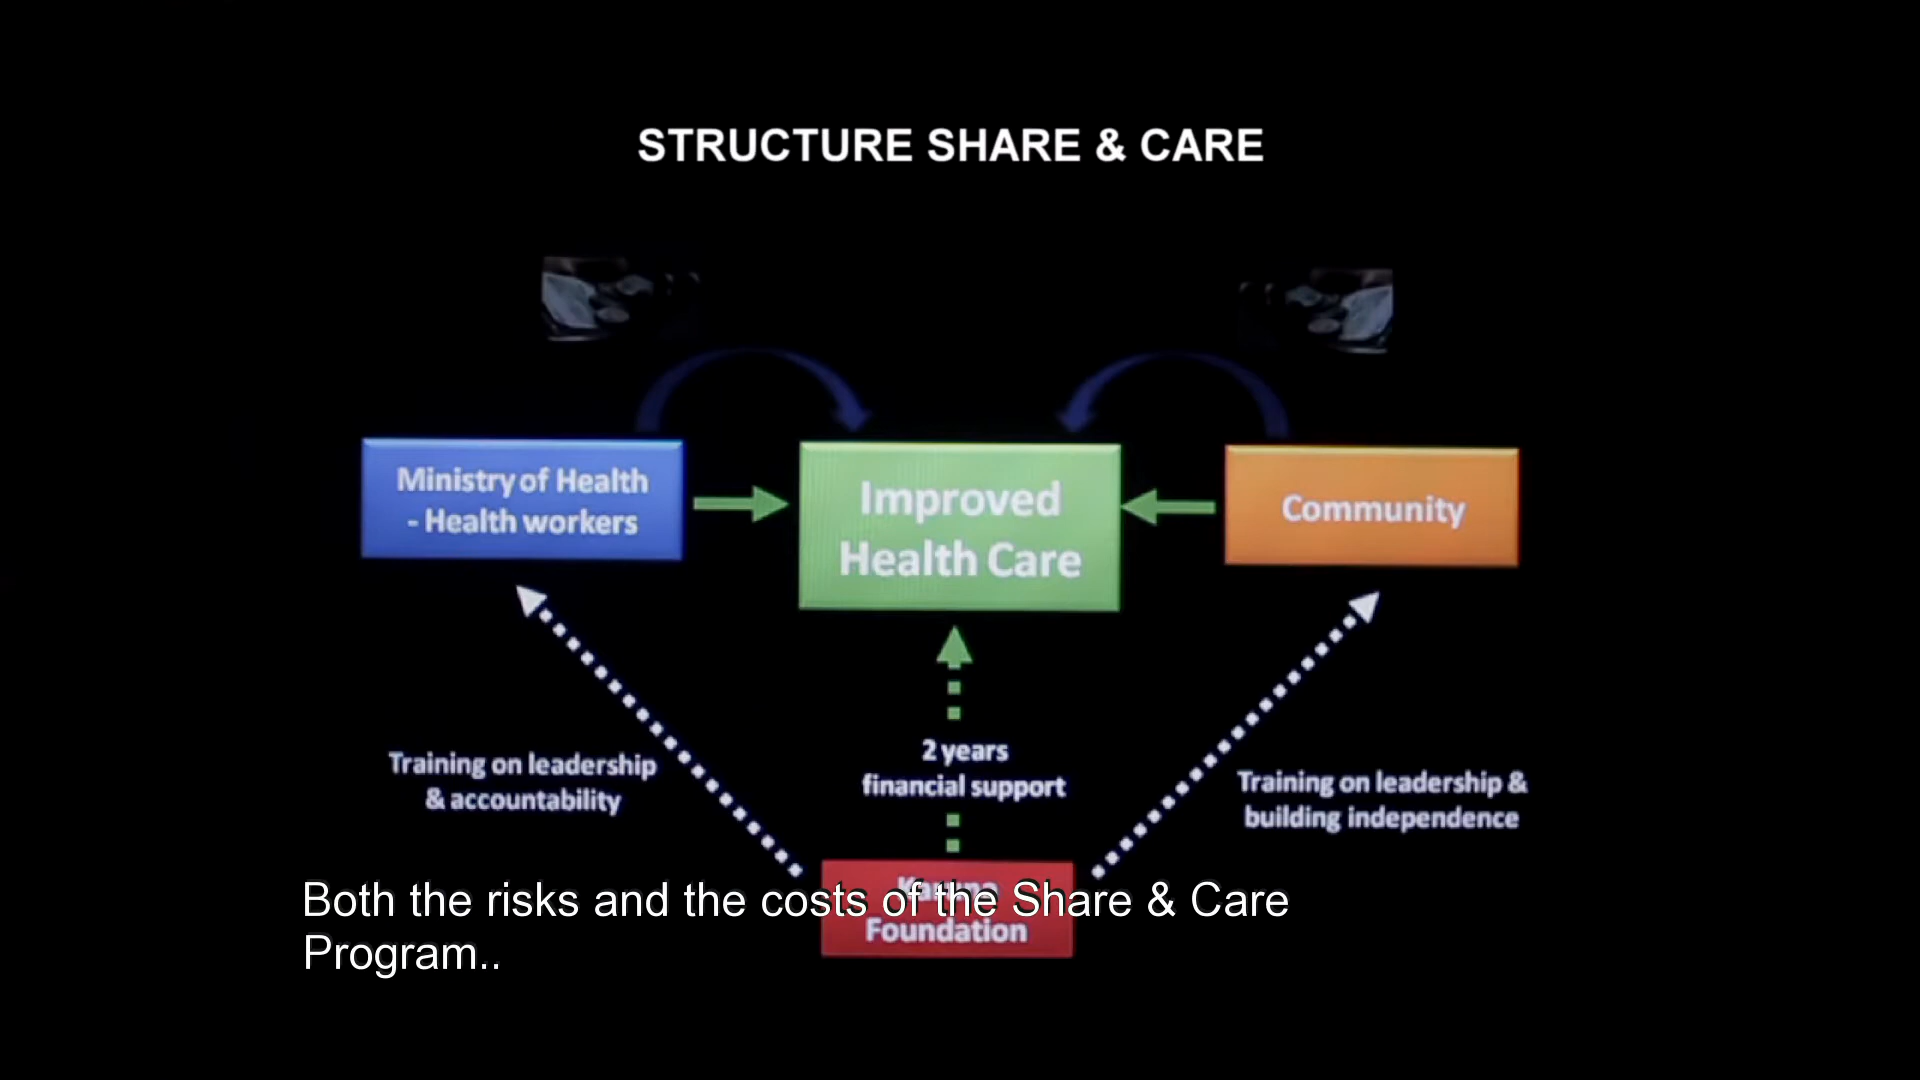 STRUCTURE SHARE & CARE
Ministry of Health
- Health workers
Improved
Health Care
Community
Training on leadership
& accountability
2 years
financial support
Training on leadership &
building independence
Foundation
Both the risks and the costs of the Share & Care
Program..